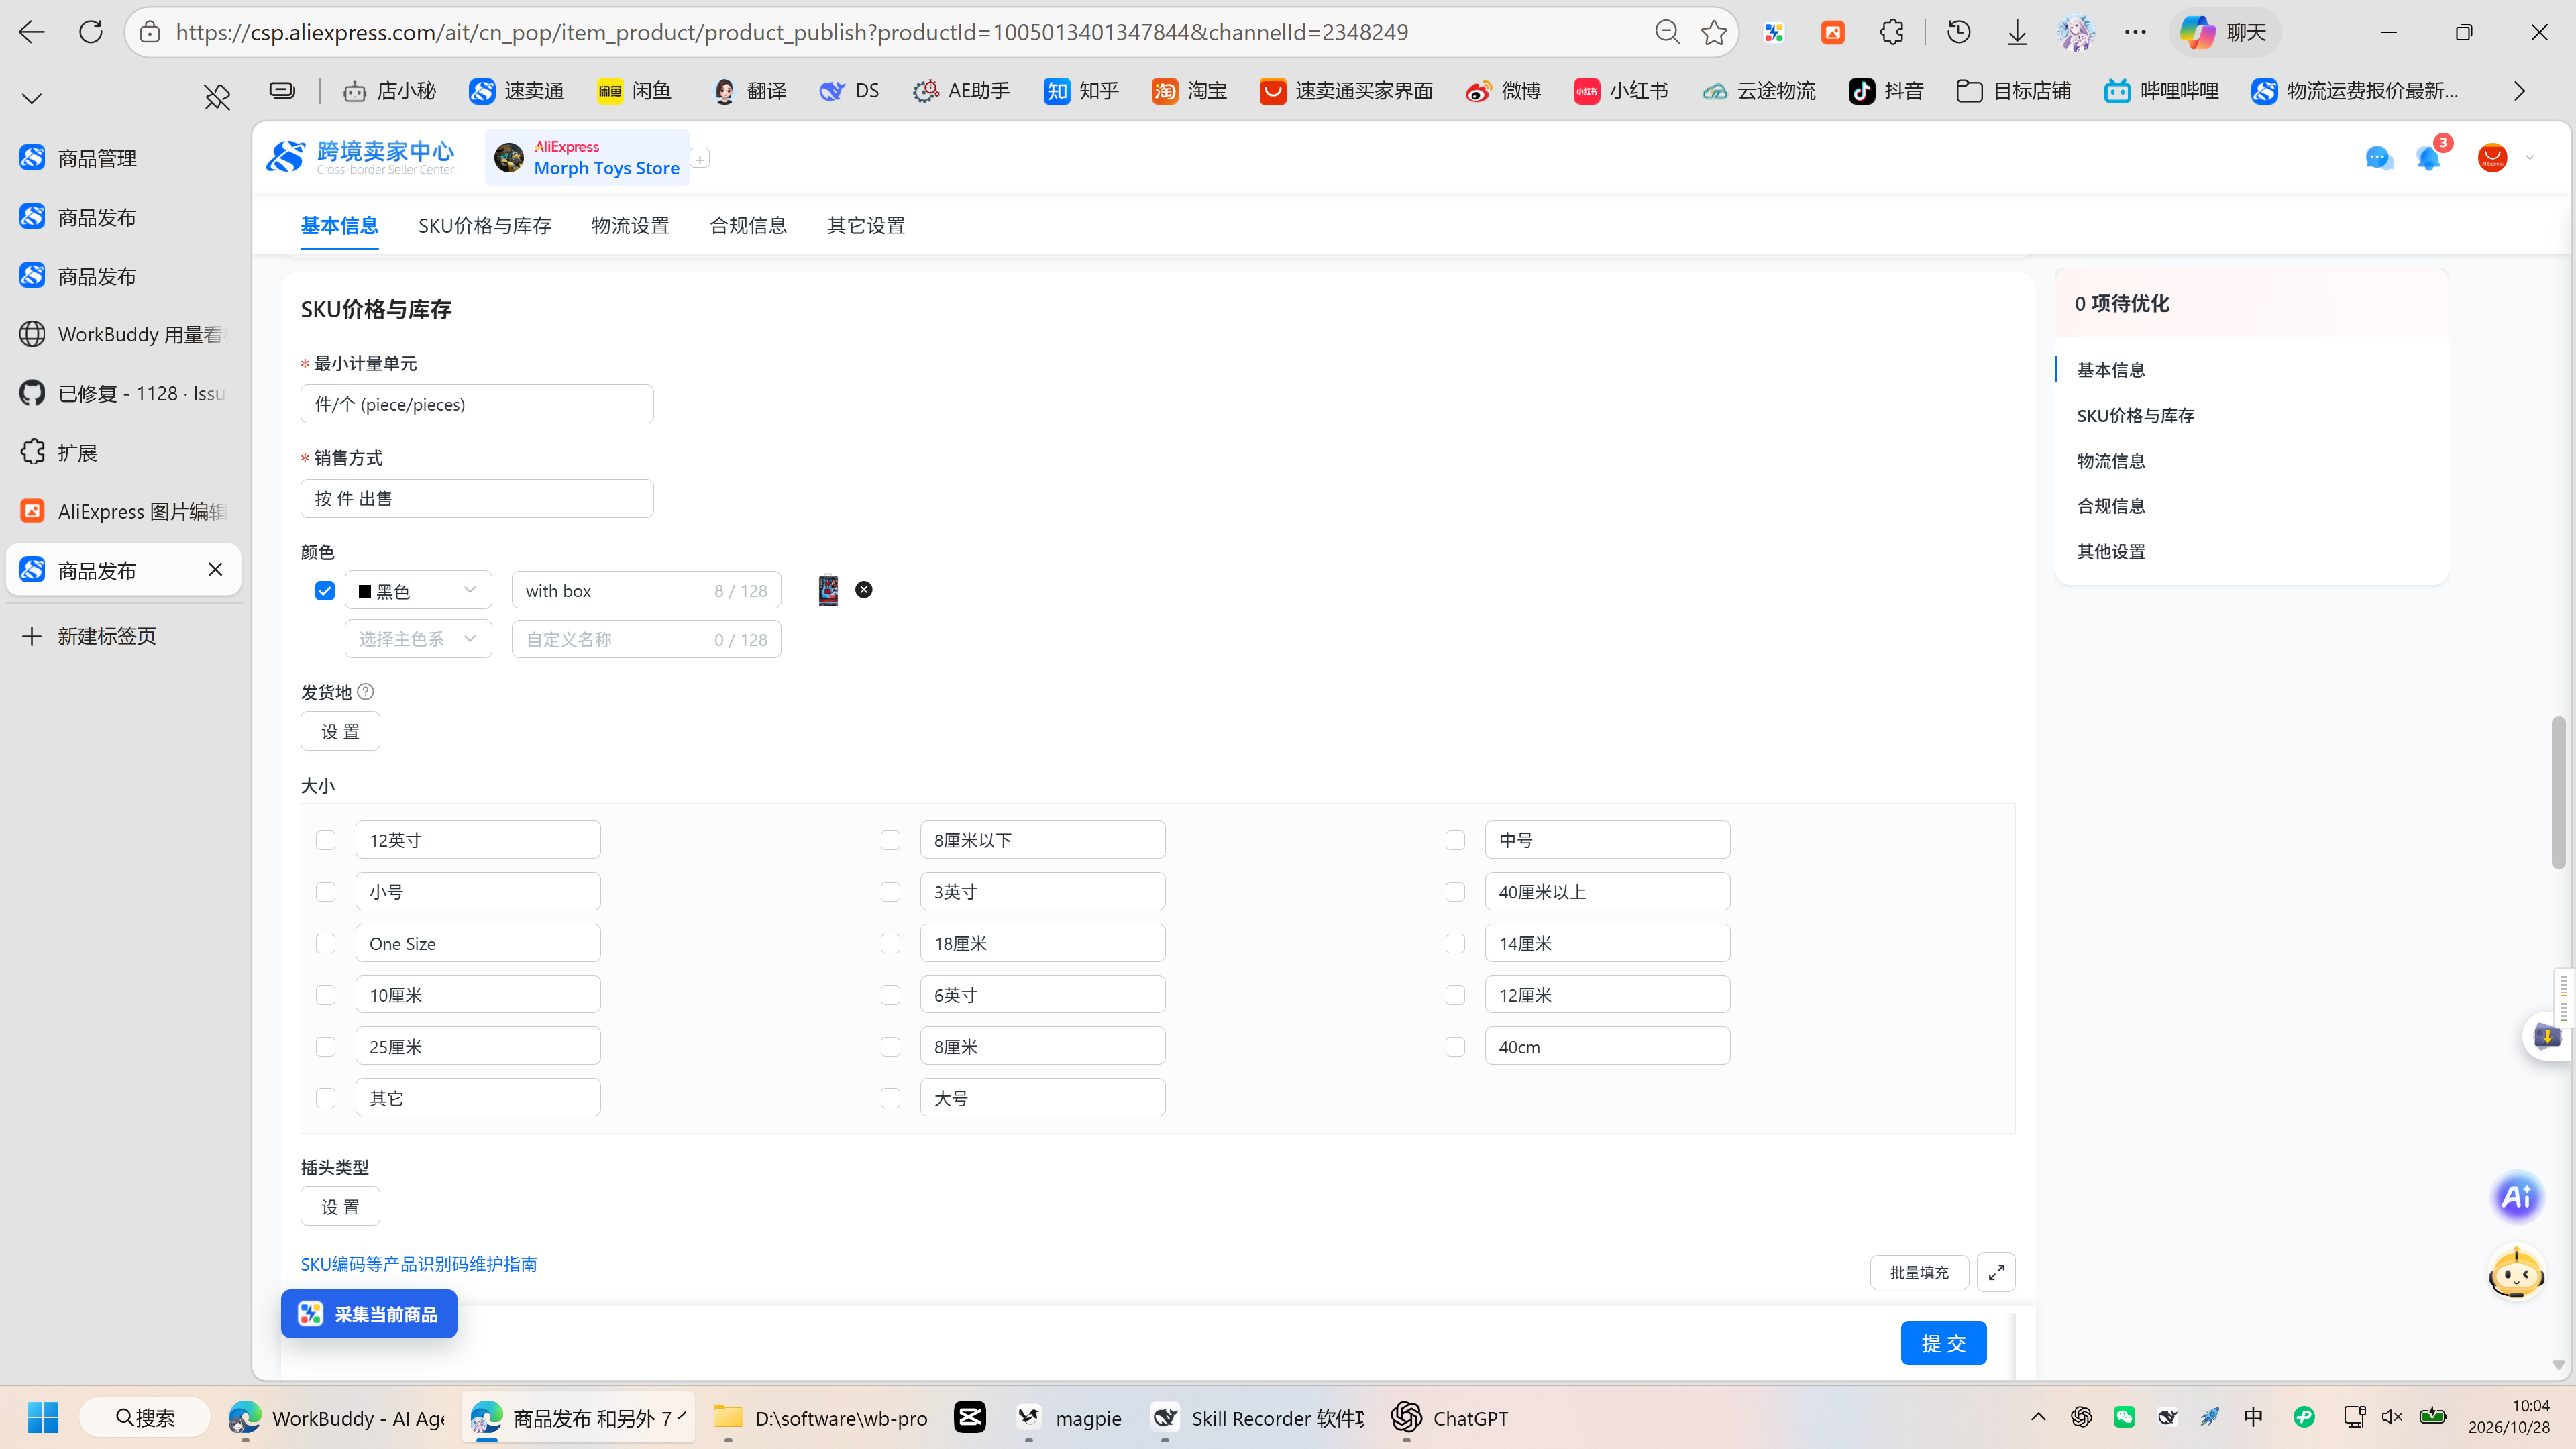 https://csp.aliexpress.com/ait/cn_pop/item_product/product_publish?productId=1005013401347844&channelId=2348249
聊天
店小秘
速卖通
闲鱼
翻译
DS
AE助手
知乎
淘宝
速卖通买家界面
微博
小红书
云途物流
抖音
目标店铺
哔哩哔哩
物流运费报价最新...
商品管理
商品发布
商品发布
WorkBuddy 用量看
已修复 - 1128 · Issu
扩展
AliExpress 图片编辑
商品发布
新建标签页
跨境卖家中心
Cross-border Seller Center
AliExpress
Morph Toys Store
3
基本信息
SKU价格与库存
物流设置
合规信息
其它设置
SKU价格与库存
* 最小计量单元
件/个 (piece/pieces)
* 销售方式
按 件 出售
颜色
黑色
with box
8 / 128
选择主色系
自定义名称
0 / 128
发货地
设 置
大小
12英寸
8厘米以下
中号
小号
3英寸
40厘米以上
One Size
18厘米
14厘米
10厘米
6英寸
12厘米
25厘米
8厘米
40cm
其它
大号
插头类型
设 置
SKU编码等产品识别码维护指南
批量填充
采集当前商品
提 交
0 项待优化
基本信息
SKU价格与库存
物流信息
合规信息
其他设置
Ai
搜索
WorkBuddy - AI Age
商品发布 和另外 7 个
D:\software\wb-pro
magpie
Skill Recorder 软件功
ChatGPT
中
10:04
2026/10/28